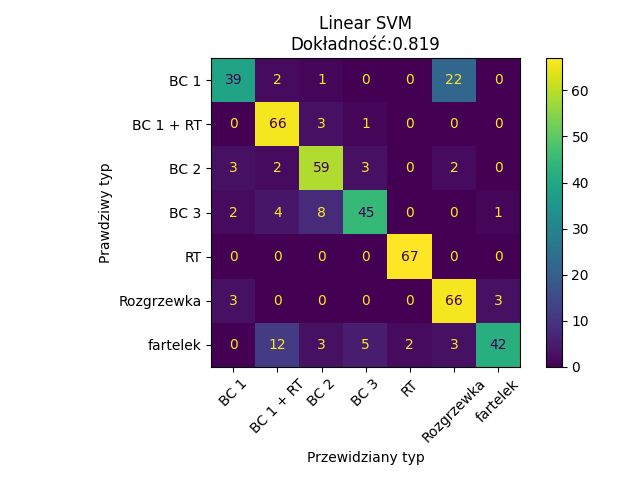 Linear SVM
Dokładność:0.819
Prawdziwy typ
BC 1 39 2 1 0 0 22 0
BC 1 + RT 0 66 3 1 0 0 0
BC 2 3 2 59 3 0 2 0
BC 3 2 4 8 45 0 0 1
RT 0 0 0 0 67 0 0
Rozgrzewka 3 0 0 0 0 66 3
fartelek 0 12 3 5 2 3 42
BC 1 BC 1 + RT BC 2 BC 3 RT Rozgrzewka fartelek
Przewidziany typ
60
50
40
30
20
10
0